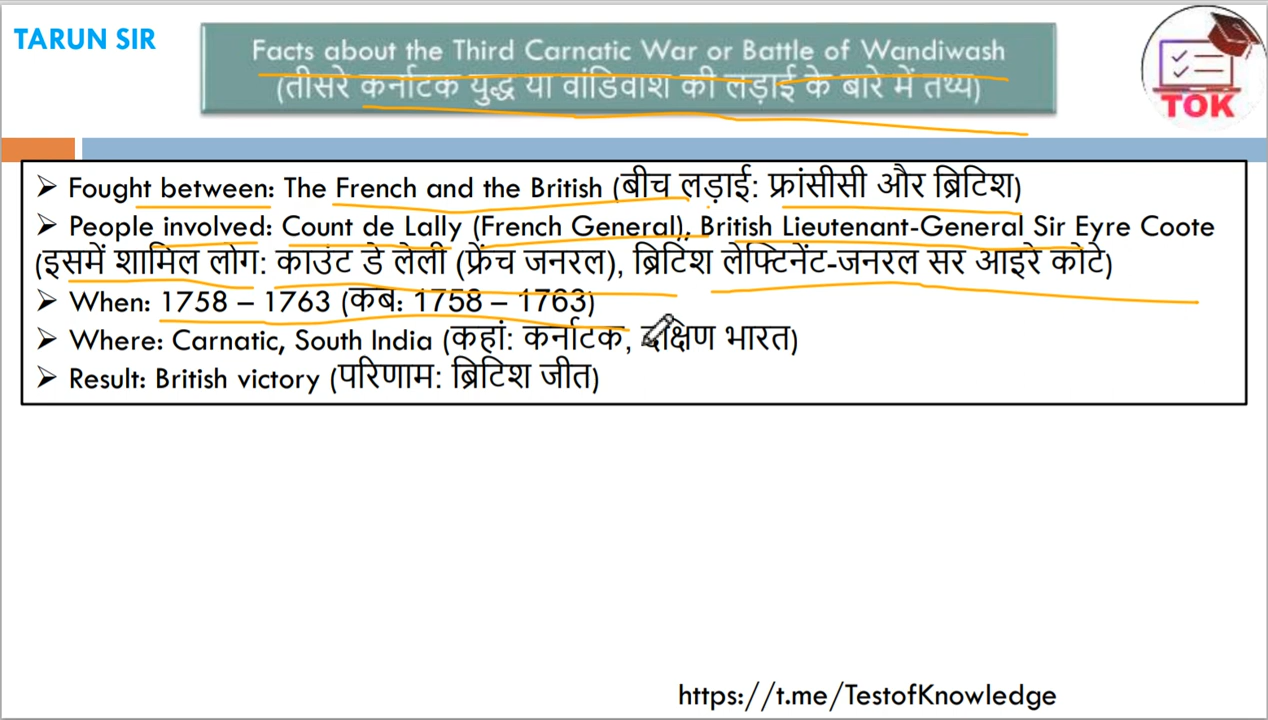 TARUN SIR
Facts about the Third Carnatic War or Battle of Wandiwash
(तीसरे कर्नाटक युद्ध या वांडिवाश की लड़ाई के बारे में तथ्य)
TOK
➢ Fought between: The French and the British (बीच लड़ाई: फ्रांसीसी और ब्रिटिश)
➢ People involved: Count de Lally (French General), British Lieutenant-General Sir Eyre Coote
(इसमें शामिल लोग: काउंट डे लेली (फ्रेंच जनरल), ब्रिटिश लेफ्टिनेंट-जनरल सर आइरे कोटे)
➢ When: 1758 – 1763 (कब: 1758 – 1763)
➢ Where: Carnatic, South India (कहां: कर्नाटक, दक्षिण भारत)
➢ Result: British victory (परिणाम: ब्रिटिश जीत)
https://t.me/TestofKnowledge